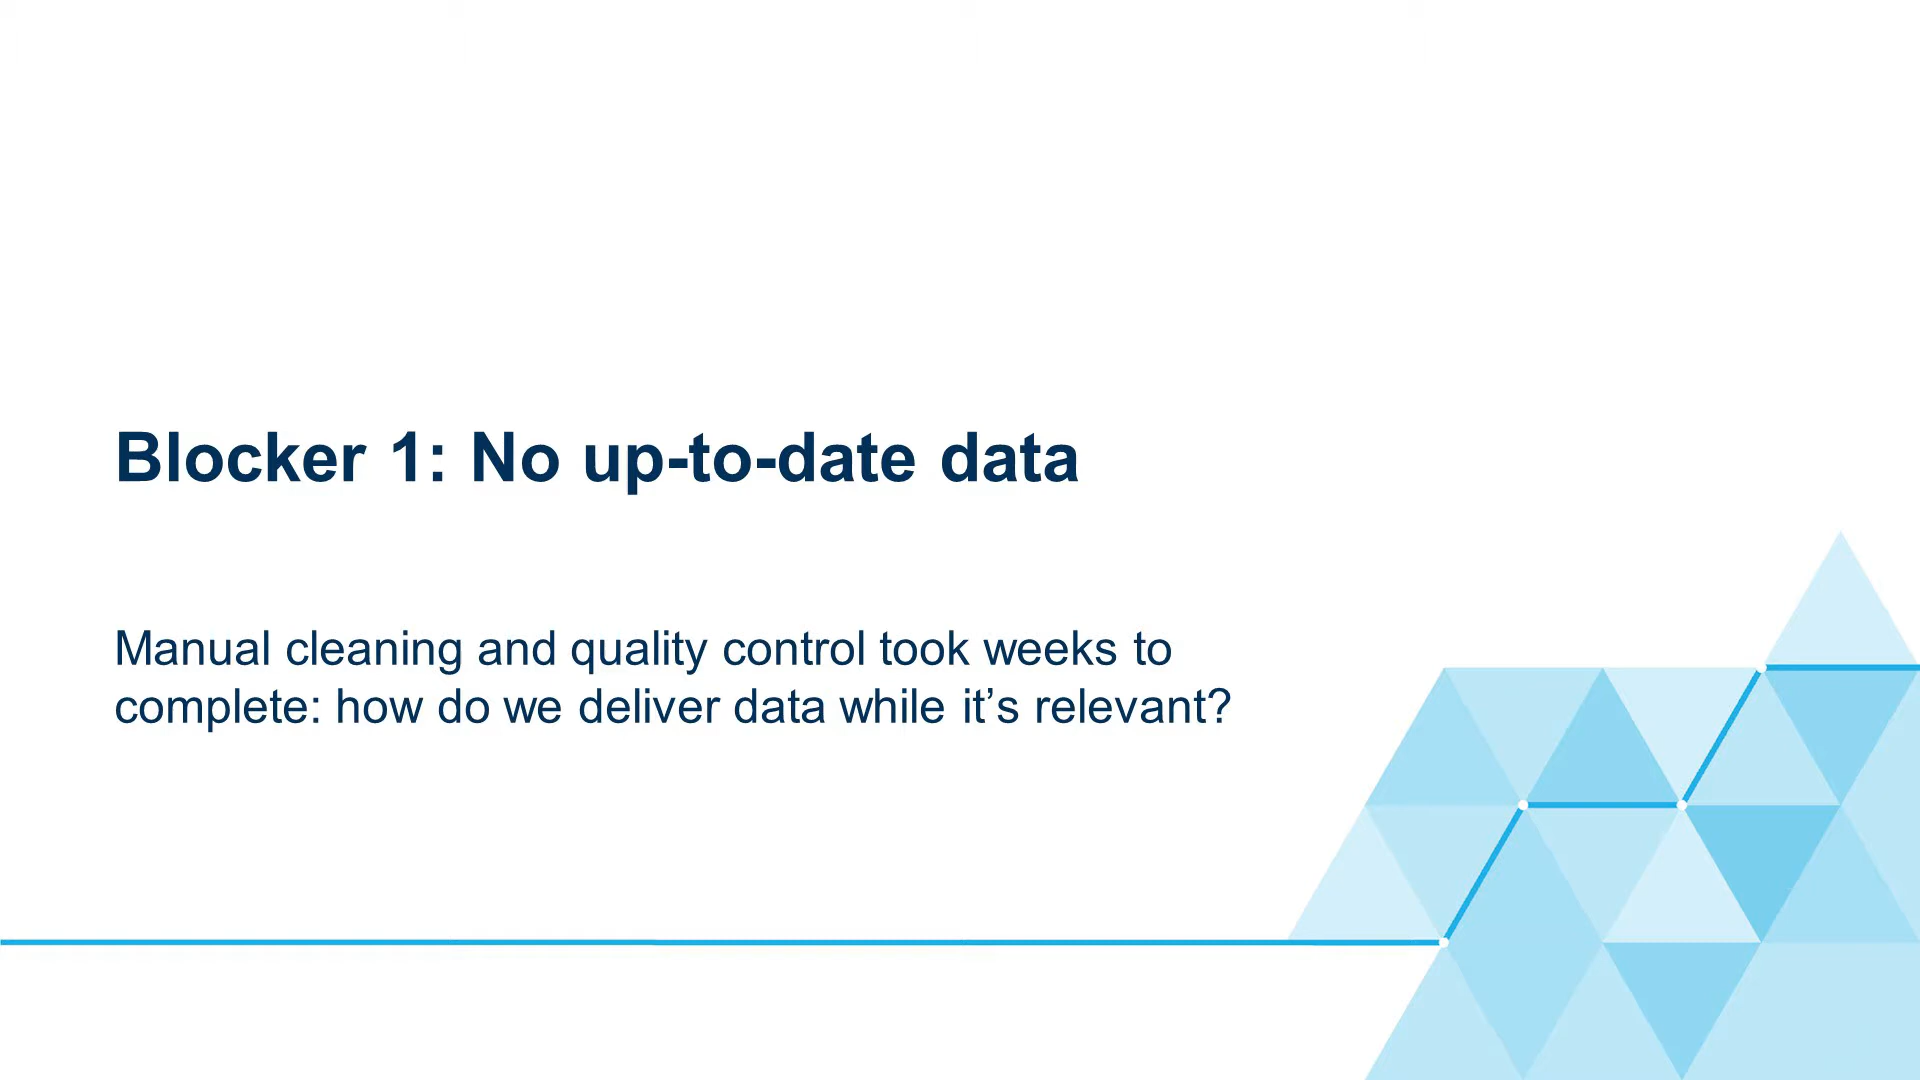 Blocker 1: No up-to-date data
Manual cleaning and quality control took weeks to
complete: how do we deliver data while it’s relevant?